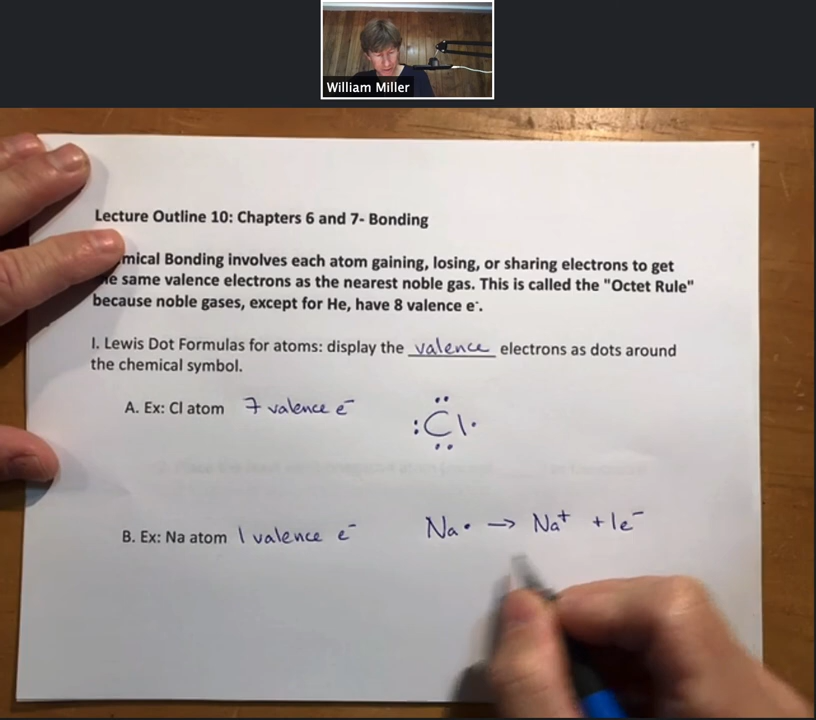 William Miller
Lecture Outline 10: Chapters 6 and 7- Bonding
mical Bonding involves each atom gaining, losing, or sharing electrons to get
same valence electrons as the nearest noble gas. This is called the "Octet Rule"
because noble gases, except for He, have 8 valence e⁻.
I. Lewis Dot Formulas for atoms: display the valence electrons as dots around
the chemical symbol.
A. Ex: Cl atom 7 valence e⁻ :Cl·
B. Ex: Na atom 1 valence e⁻ Na• → Na⁺ + 1e⁻